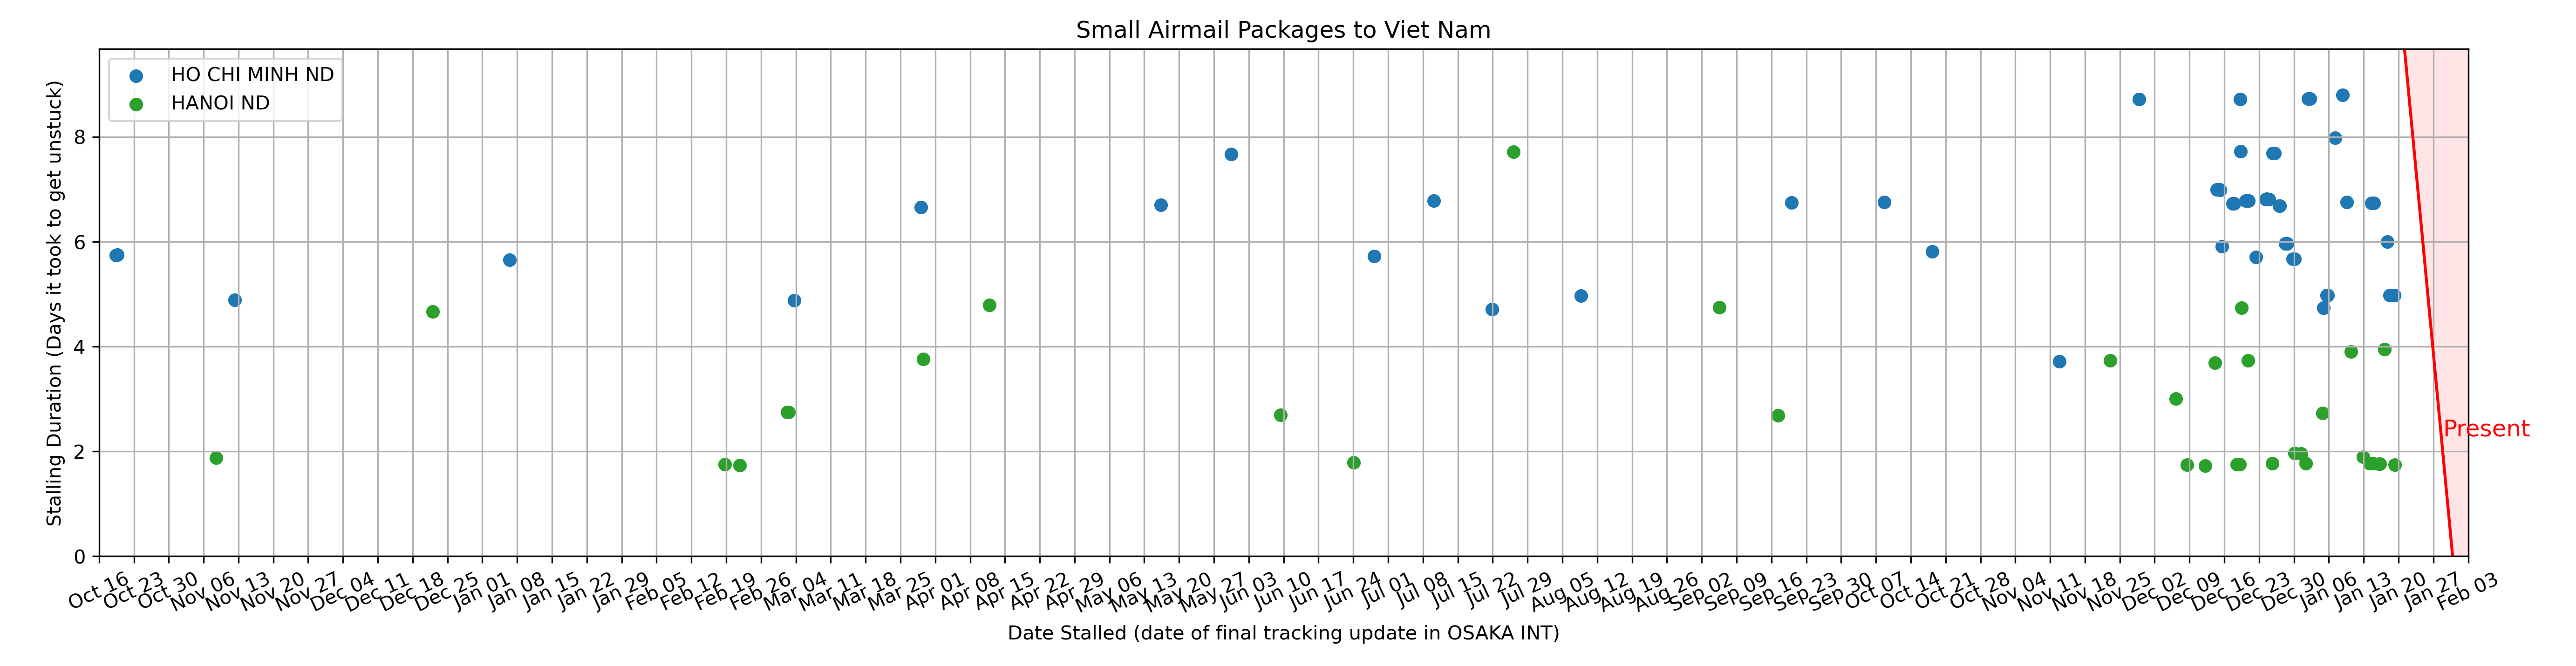 Small Airmail Packages to Viet Nam
HO CHI MINH ND
HANOI ND
Stalling Duration (Days it took to get unstuck)
8
6
4
2
0
Present
Oct 16 Oct 23 Oct 30 Nov 06 Nov 13 Nov 20 Nov 27 Dec 04 Dec 11 Dec 18 Dec 25 Jan 01 Jan 08 Jan 15 Jan 22 Jan 29 Feb 05 Feb 12 Feb 19 Feb 26 Mar 04 Mar 11 Mar 18 Mar 25 Apr 01 Apr 08 Apr 15 Apr 22 Apr 29 May 06 May 13 May 20 May 27 Jun 03 Jun 10 Jun 17 Jun 24 Jul 01 Jul 08 Jul 15 Jul 22 Jul 29 Aug 05 Aug 12 Aug 19 Aug 26 Sep 02 Sep 09 Sep 16 Sep 23 Sep 30 Oct 07 Oct 14 Oct 21 Oct 28 Nov 04 Nov 11 Nov 18 Nov 25 Dec 02 Dec 09 Dec 16 Dec 23 Dec 30 Jan 06 Jan 13 Jan 20 Jan 27 Feb 03
Date Stalled (date of final tracking update in OSAKA INT)